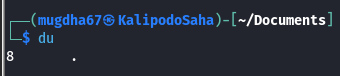 ┌──(mugdha67㉿KalipodoSaha)-[~/Documents]
└─$ du
8       .